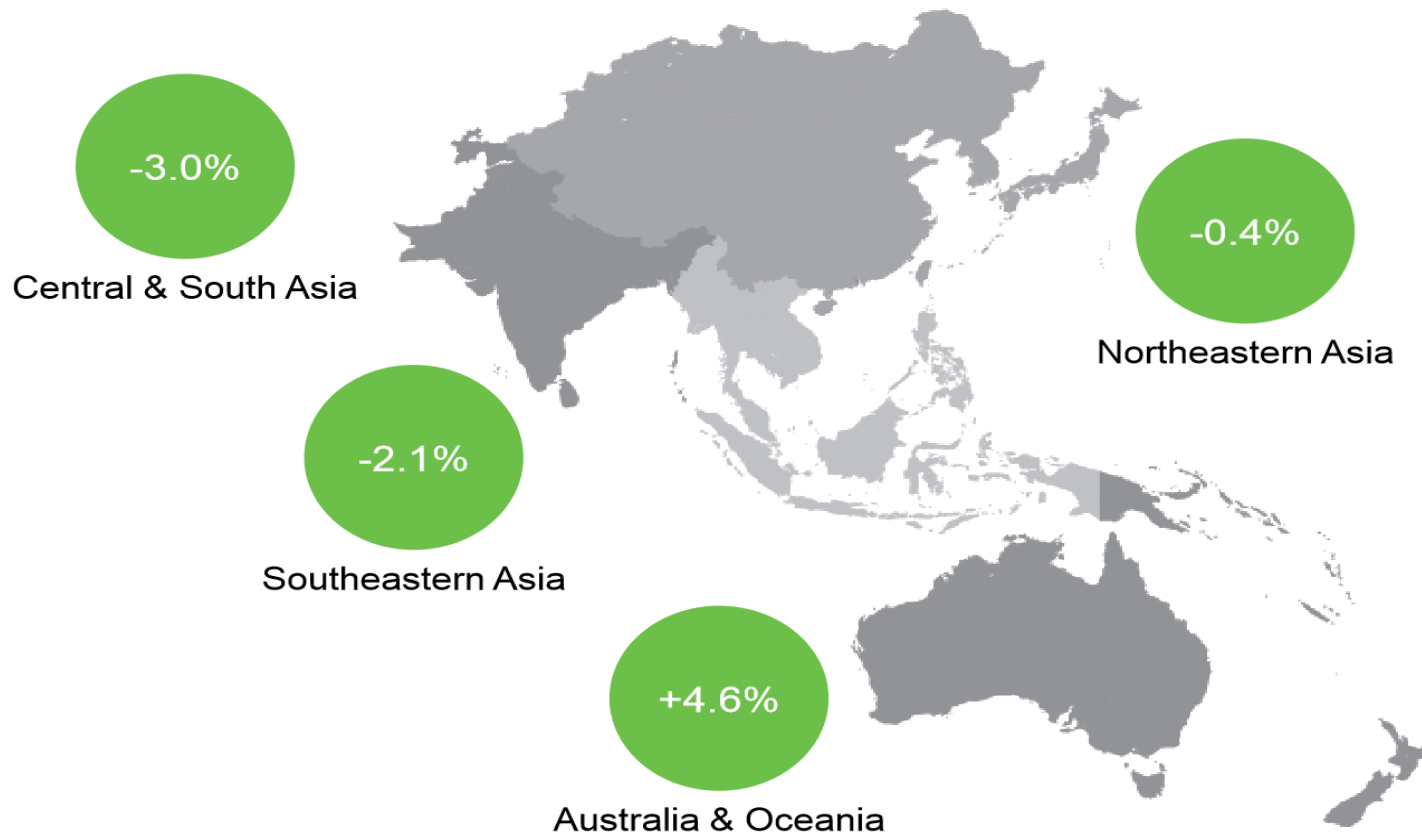 -3.0%
Central & South Asia
-0.4%
Northeastern Asia
-2.1%
Southeastern Asia
+4.6%
Australia & Oceania